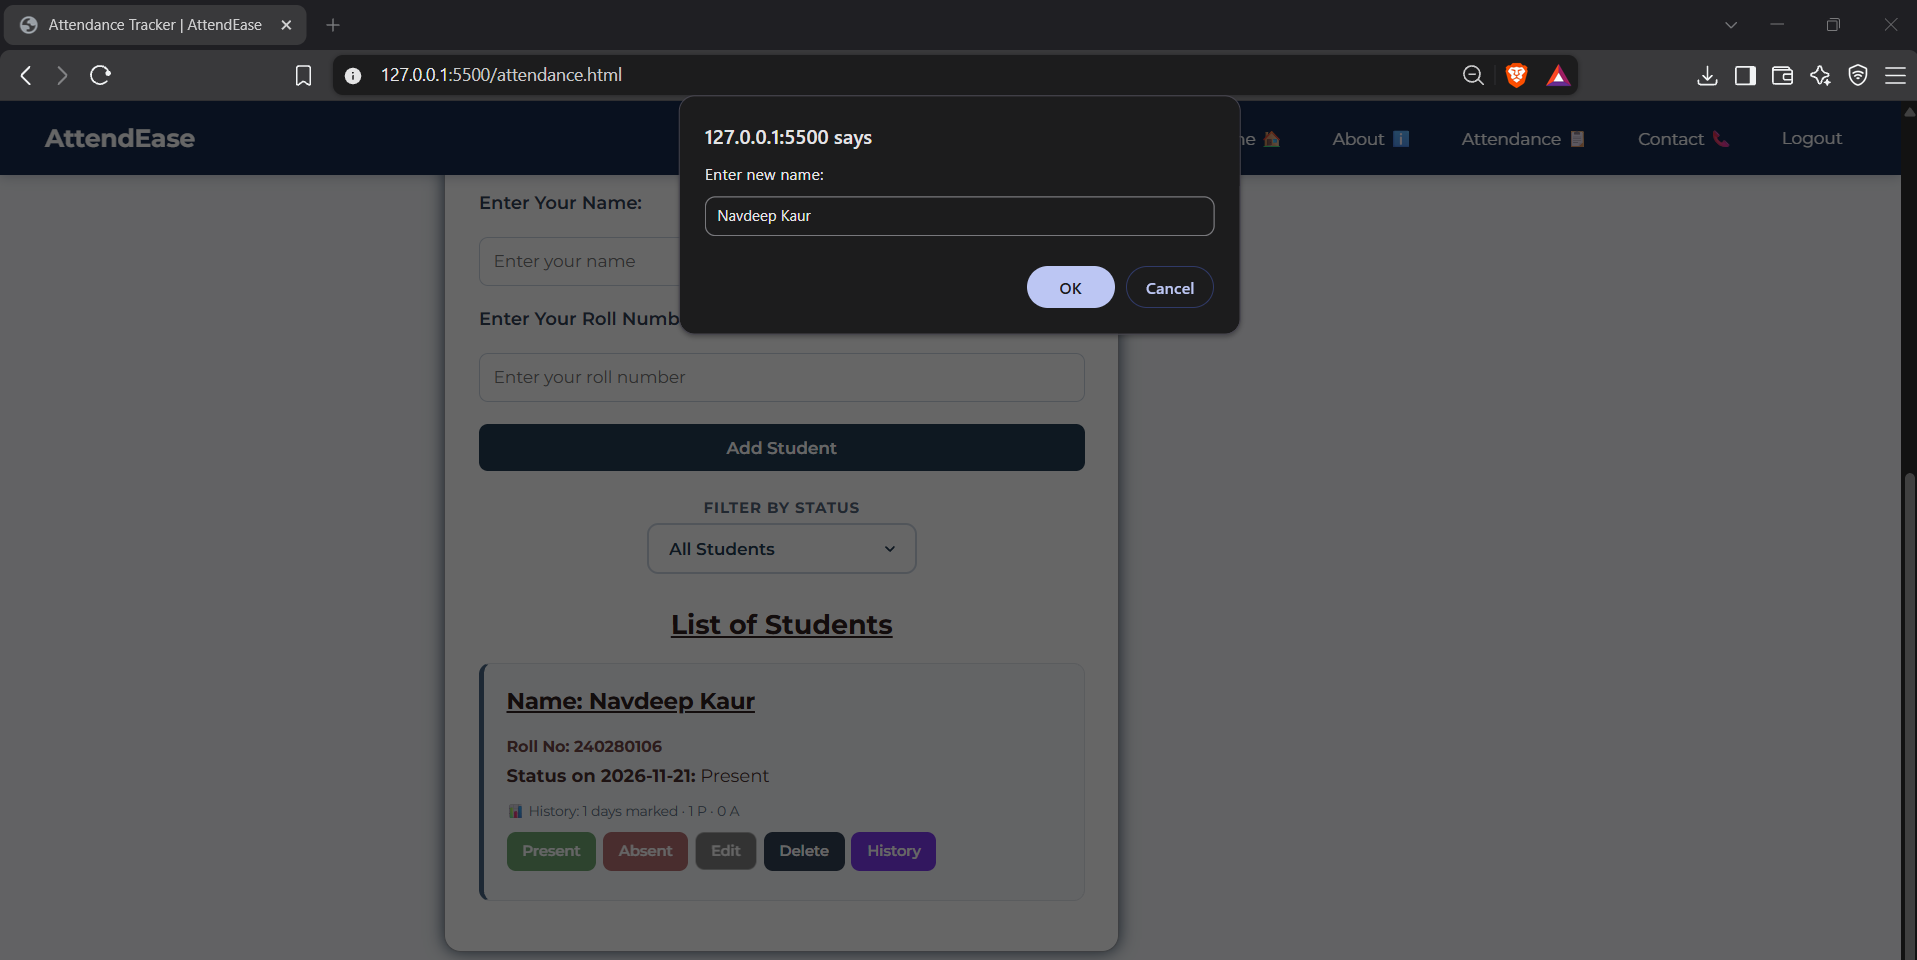 Attendance Tracker | AttendEase
127.0.0.1:5500/attendance.html
AttendEase
About
Attendance
Contact
Logout
127.0.0.1:5500 says
Enter new name:
Navdeep Kaur
OK
Cancel
Enter Your Name:
Enter your name
Enter Your Roll Numb
Enter your roll number
Add Student
FILTER BY STATUS
All Students
List of Students
Name: Navdeep Kaur
Roll No: 240280106
Status on 2026-11-21: Present
History: 1 days marked · 1 P · 0 A
Present
Absent
Edit
Delete
History